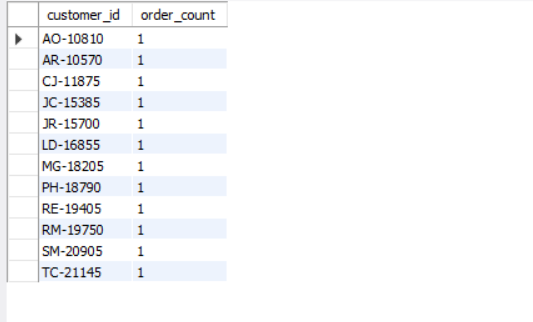 customer_id order_count
AO-10810 1
AR-10570 1
CJ-11875 1
JC-15385 1
JR-15700 1
LD-16855 1
MG-18205 1
PH-18790 1
RE-19405 1
RM-19750 1
SM-20905 1
TC-21145 1